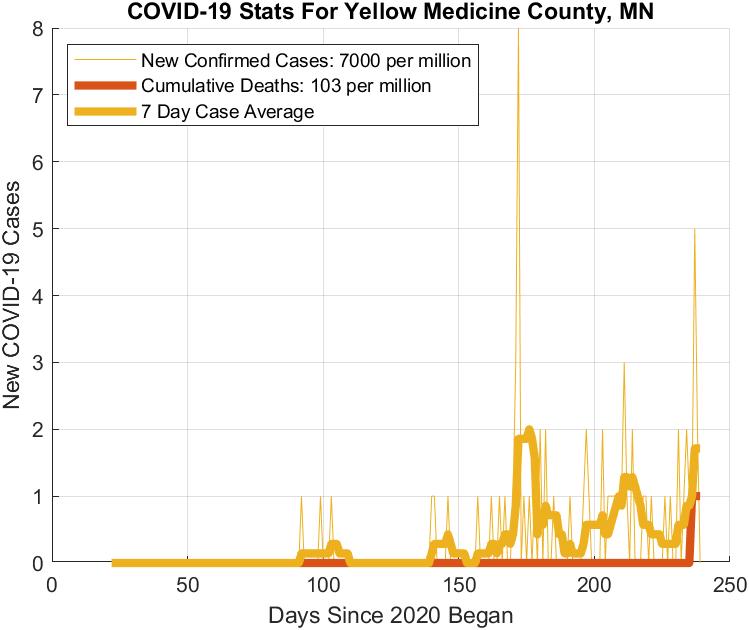 COVID-19 Stats For Yellow Medicine County, MN
New Confirmed Cases: 7000 per million
Cumulative Deaths: 103 per million
7 Day Case Average
New COVID-19 Cases
8
7
6
5
4
3
2
1
0
0 50 100 150 200 250
Days Since 2020 Began